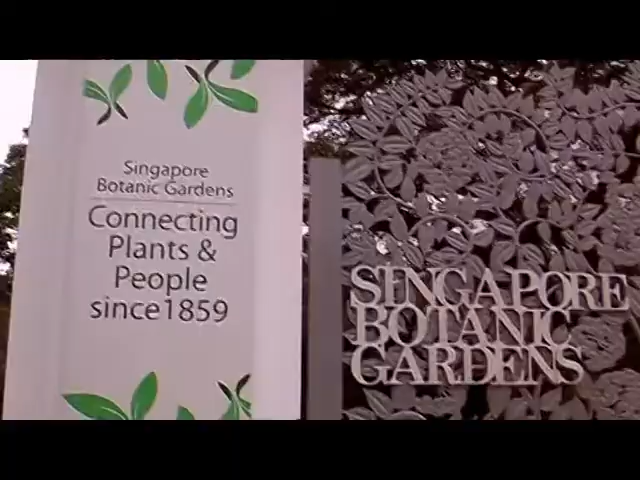 Singapore
Botanic Gardens
Connecting
Plants &
People
since1859
SINGAPORE
BOTANIC
GARDENS